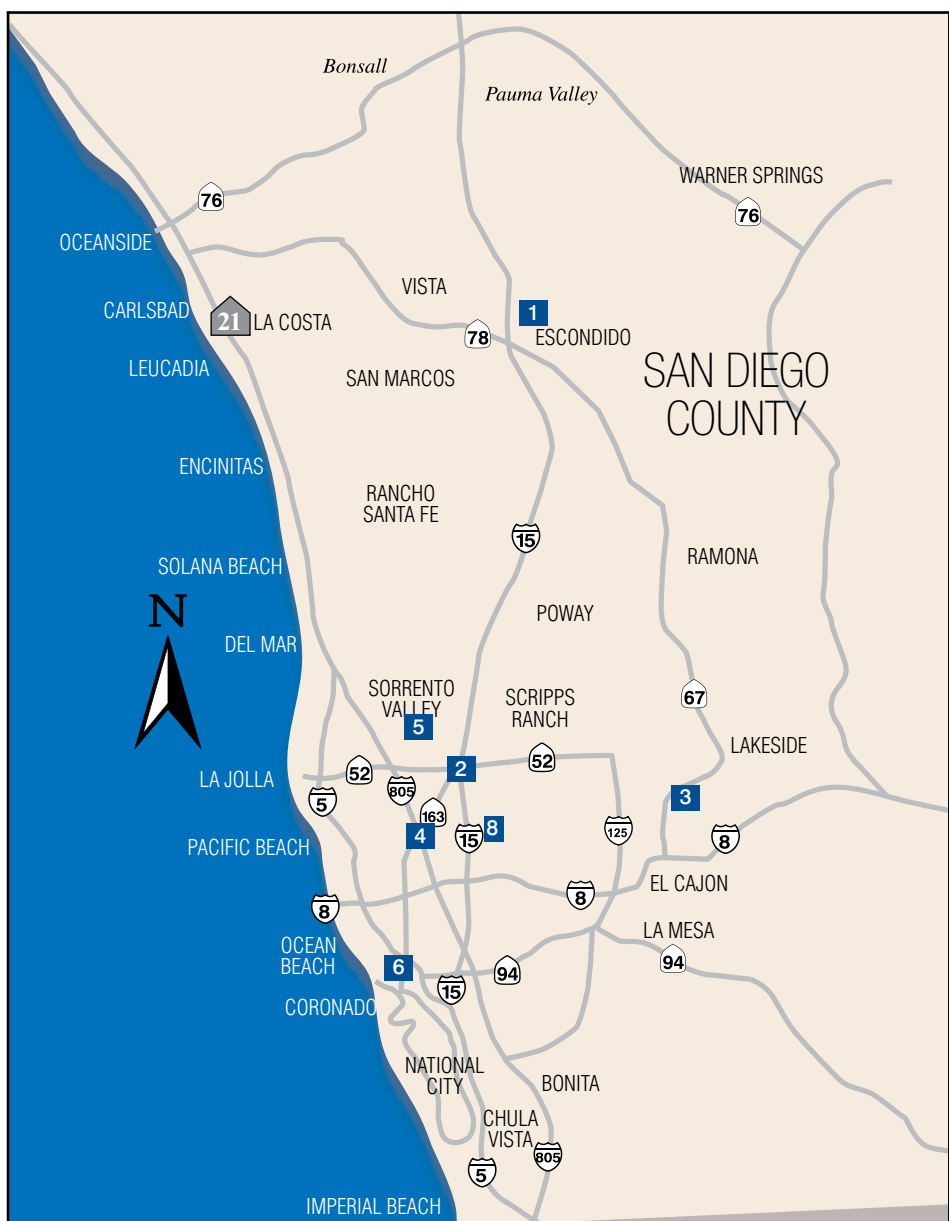 Bonsall
Pauma Valley
WARNER SPRINGS
76
76
OCEANSIDE
VISTA
CARLSBAD
21
LA COSTA
1
ESCONDIDO
78
LEUCADIA
SAN MARCOS
SAN DIEGO
COUNTY
ENCINITAS
RANCHO
SANTA FE
15
RAMONA
SOLANA BEACH
N
POWAY
DEL MAR
SORRENTO
VALLEY
5
SCRIPPS
RANCH
67
LAKESIDE
LA JOLLA
52
2
52
805
5
163
3
4
15
8
125
8
PACIFIC BEACH
EL CAJON
8
8
LA MESA
OCEAN
BEACH
6
94
94
15
CORONADO
NATIONAL
CITY
BONITA
CHULA
VISTA
805
5
IMPERIAL BEACH